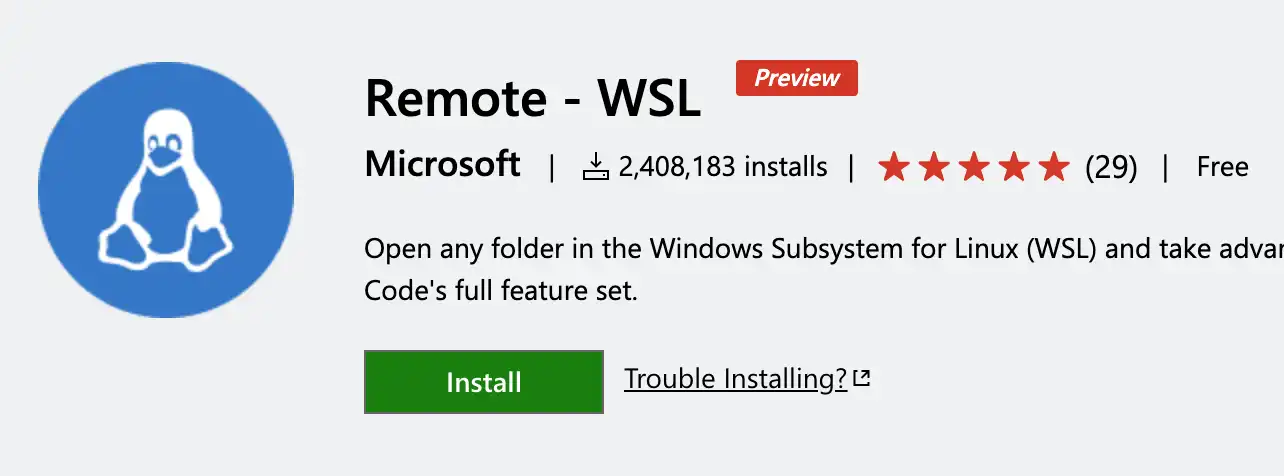 Remote - WSL Preview
Microsoft | 2,408,183 installs | (29) | Free
Open any folder in the Windows Subsystem for Linux (WSL) and take
Code's full feature set.
Install Trouble Installing?